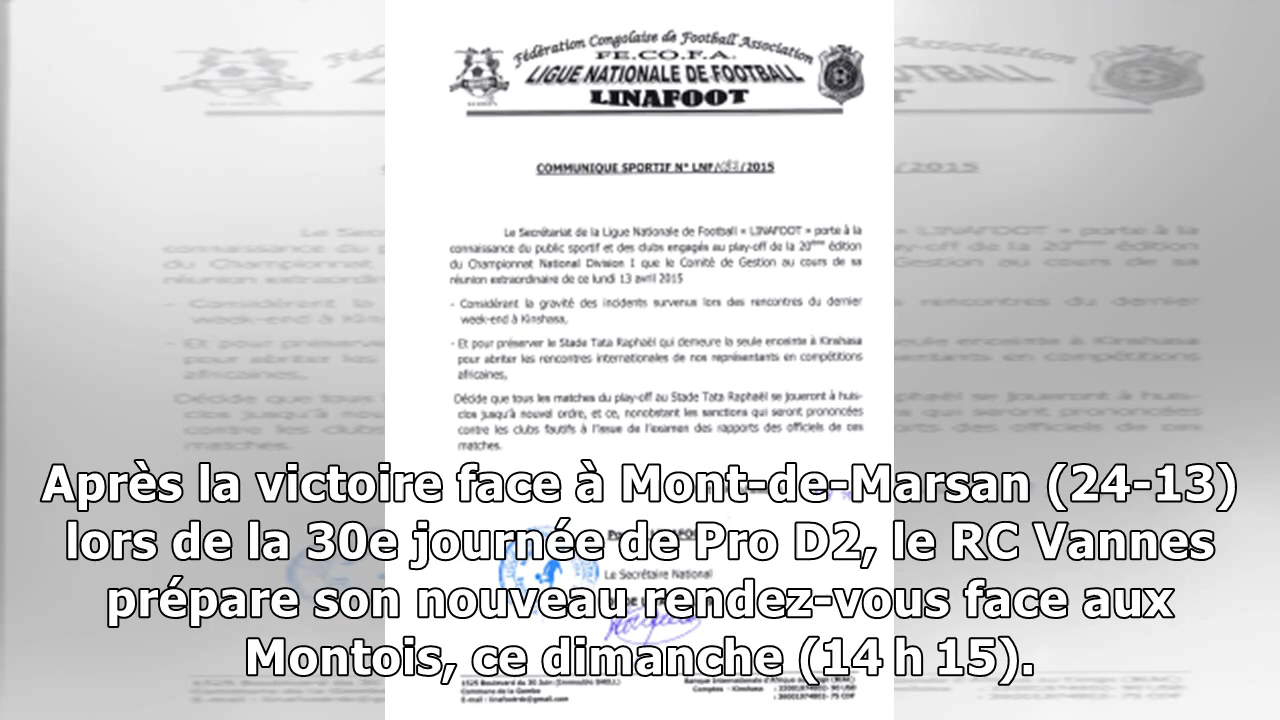 Fédération Congolaise de Football Association
FE.CO.F.A.
LIGUE NATIONALE DE FOOTBALL
LINAFOOT
COMMUNIQUE SPORTIF N° LNF/ /2015
Le Secrétariat de la Ligue Nationale de Football « LINAFOOT » porte à la
connaissance du public sportif et des clubs engagés au play-off de la 20ème édition
du Championnat National Division I que le Comité de Gestion au cours de sa
réunion extraordinaire de ce lundi 13 avril 2015
- Considérant la gravité des incidents survenus lors des rencontres du dernier
week-end à Kinshasa,
- Et pour préserver le Stade Tata Raphaël qui demeure la seule enceinte à Kinshasa
pour abriter les rencontres internationales de nos représentants en compétitions
africaines,
Décide que tous les matches du play-off au Stade Tata Raphaël se joueront à huis-
clos jusqu'à nouvel ordre, et ce, nonobstant les sanctions qui seront prononcées
contre les clubs fautifs à l'issue de l'examen des rapports des officiels de ces
matches.
Après la victoire face à Mont-de-Marsan (24-13)
lors de la 30e journée de Pro D2, le RC Vannes
prépare son nouveau rendez-vous face aux
Montois, ce dimanche (14 h 15).
Le Secrétaire National
Commune de la Gombe